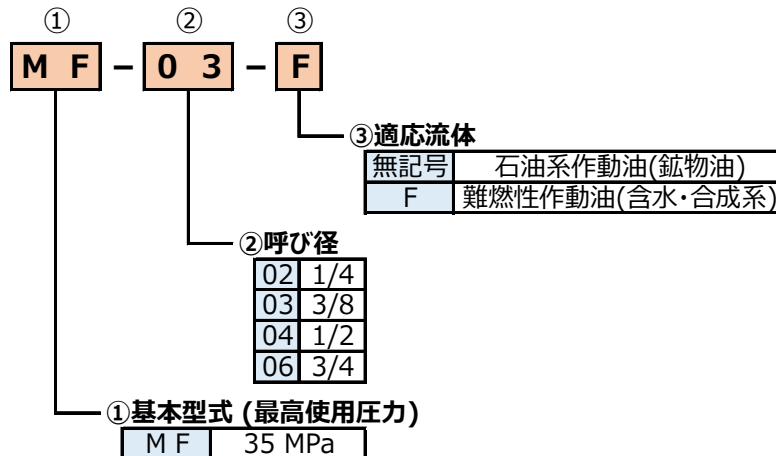 ① ② ③
M F - 0 3 - F
③適応流体
無記号 石油系作動油(鉱物油)
F 難燃性作動油(含水・合成系)
②呼び径
02 1/4
03 3/8
04 1/2
06 3/4
①基本型式 (最高使用圧力)
M F 35 MPa